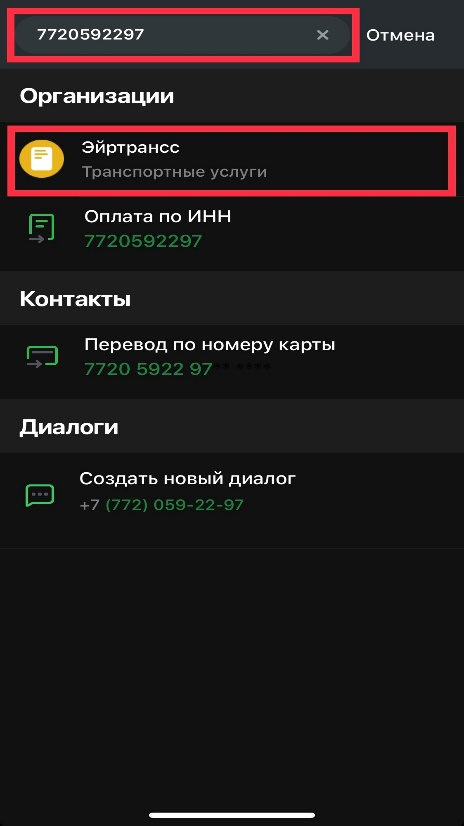 7720592297 × Отмена
Организации
Эйртрансс
Транспортные услуги
Оплата по ИНН
7720592297
Контакты
Перевод по номеру карты
7720 5922 97** ****
Диалоги
Создать новый диалог
+7 (772) 059-22-97